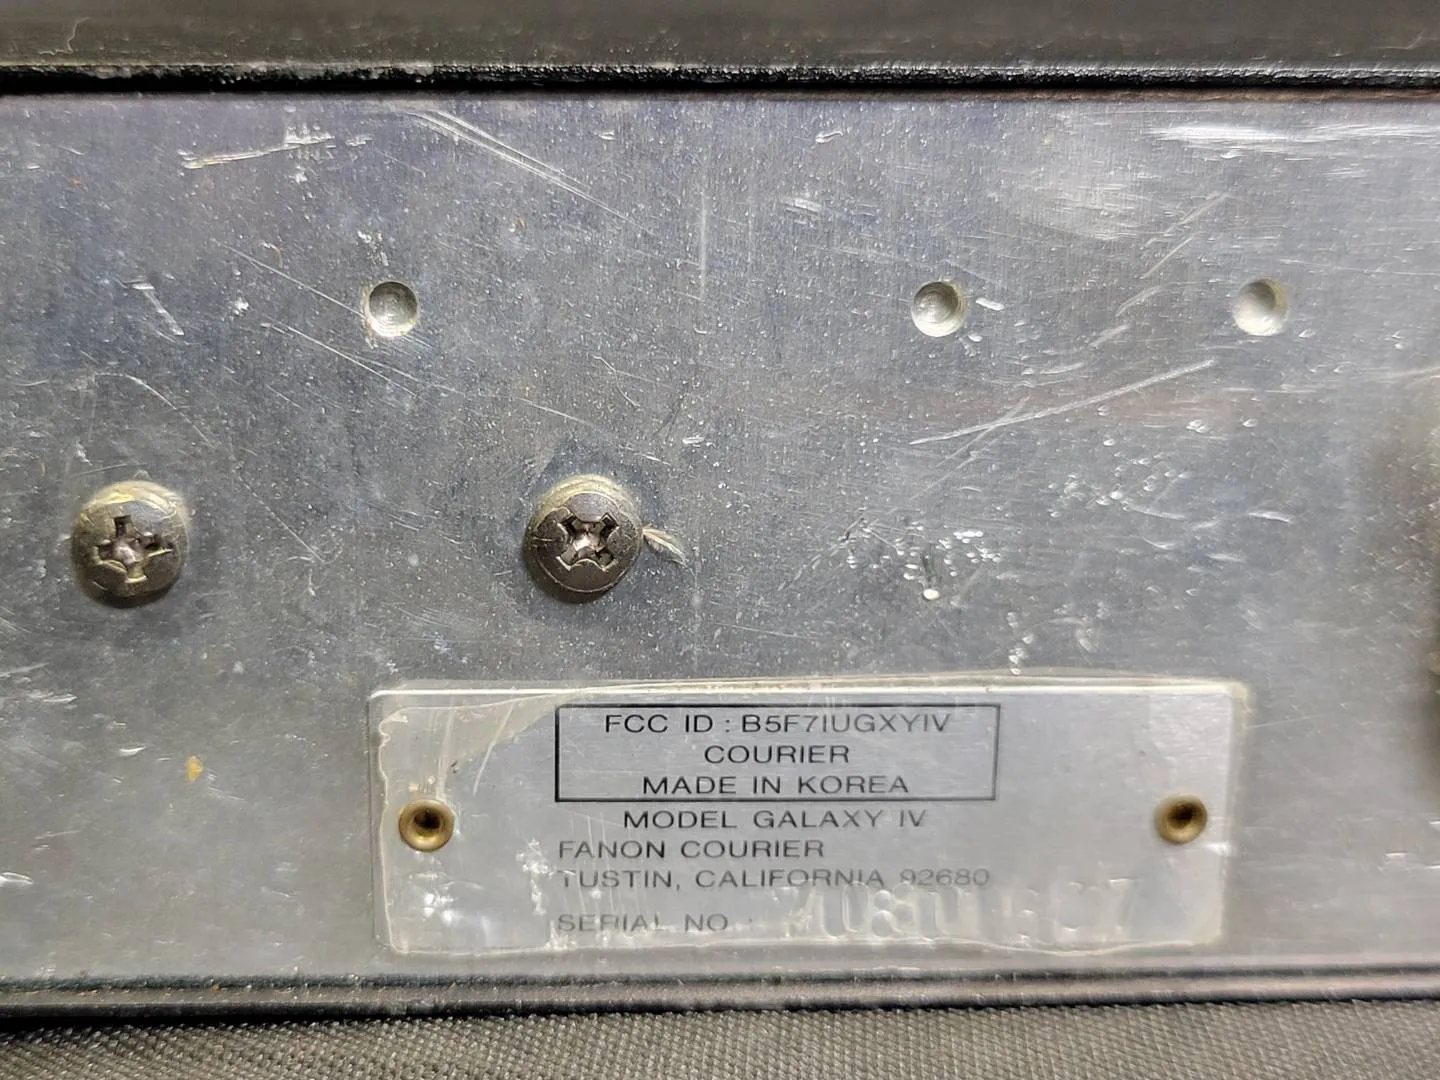 FCC ID : B5F7IUGXYIV
COURIER
MADE IN KOREA
MODEL GALAXY IV
FANON COURIER
TUSTIN, CALIFORNIA 92680
SERIAL NO :